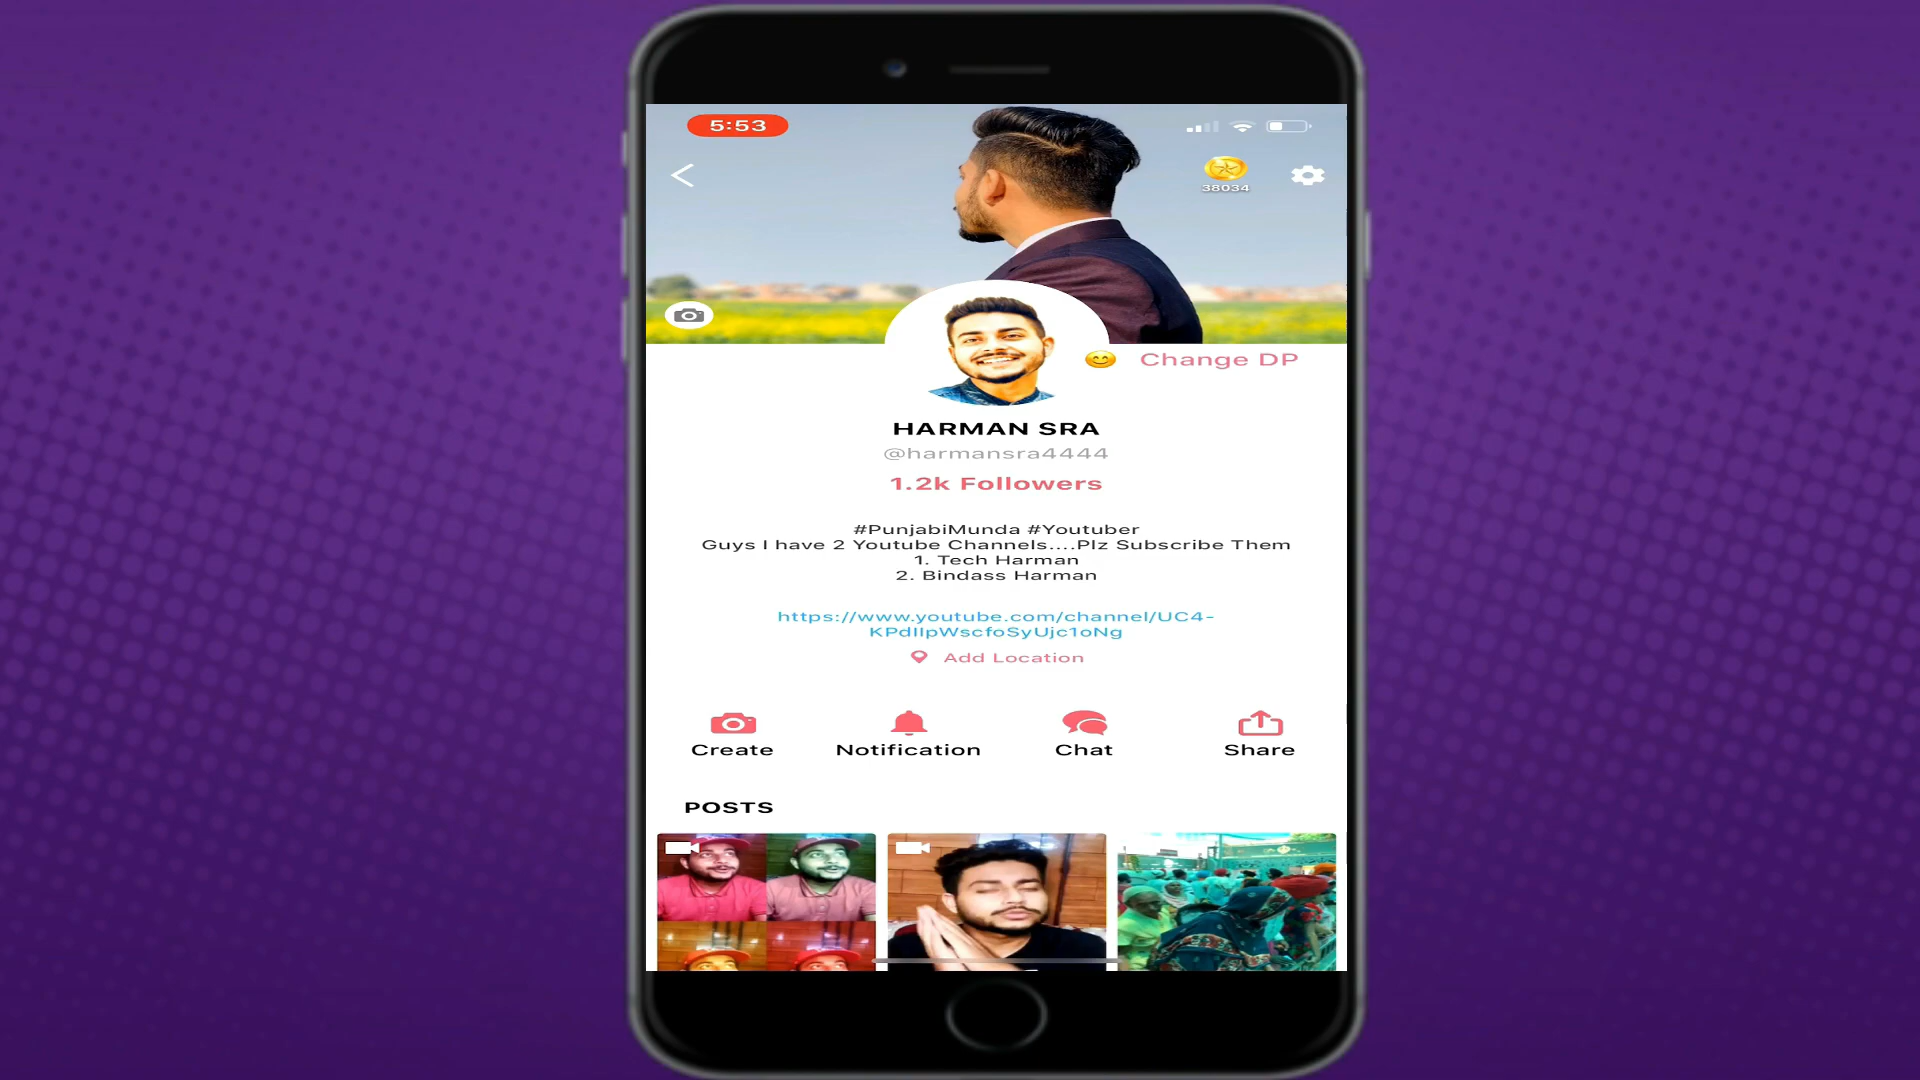 5:53
38034
Change DP
HARMAN SRA
@harmansra4444
1.2k Followers
#PunjabiMunda #Youtuber
Guys I have 2 Youtube Channels....Plz Subscribe Them
1. Tech Harman
2. Bindass Harman
https://www.youtube.com/channel/UC4-
KPdIIpWscfoSyUjc1oNg
Add Location
Create
Notification
Chat
Share
POSTS